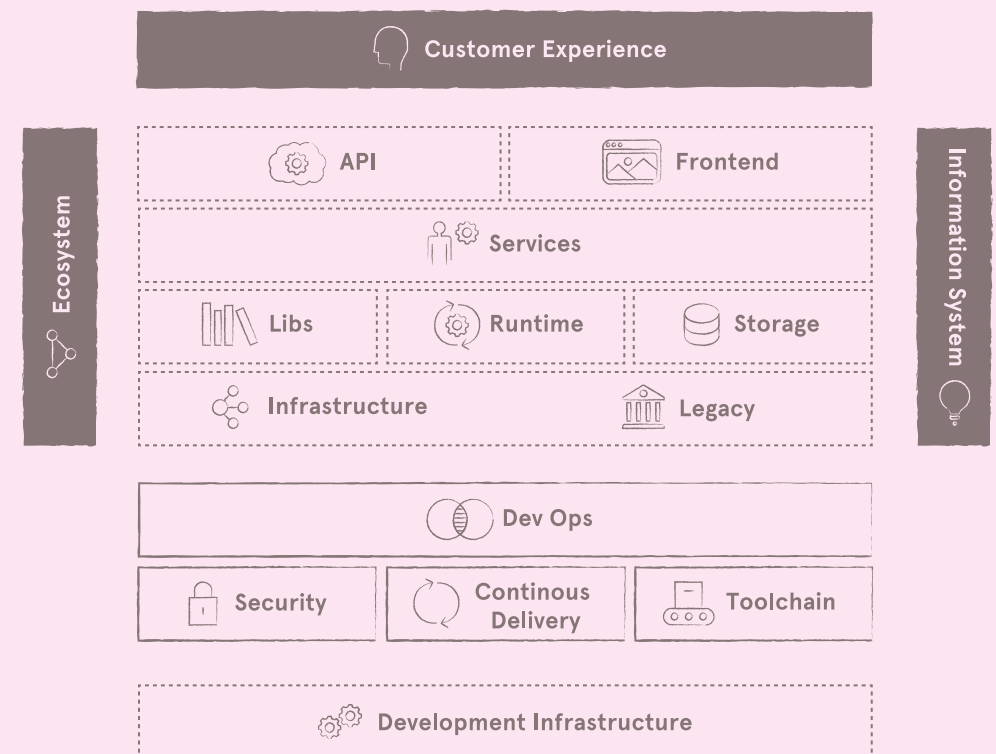 Customer Experience
Ecosystem
API
Frontend
Services
Libs
Runtime
Storage
Infrastructure
Legacy
Information System
Dev Ops
Security
Continous
Delivery
Toolchain
Development Infrastructure